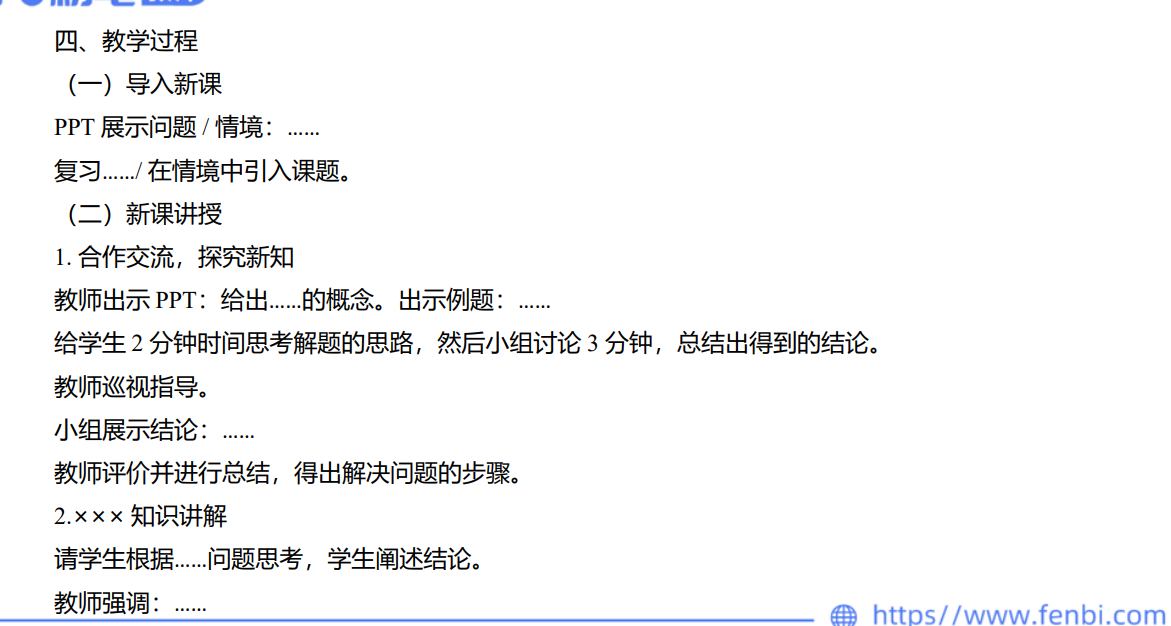 四、教学过程
（一）导入新课
PPT 展示问题 / 情境：......
复习....../ 在情境中引入课题。
（二）新课讲授
1. 合作交流，探究新知
教师出示 PPT：给出......的概念。出示例题：......
给学生 2 分钟时间思考解题的思路，然后小组讨论 3 分钟，总结出得到的结论。
教师巡视指导。
小组展示结论：......
教师评价并进行总结，得出解决问题的步骤。
2.××× 知识讲解
请学生根据......问题思考，学生阐述结论。
教师强调：......
https//www.fenbi.com